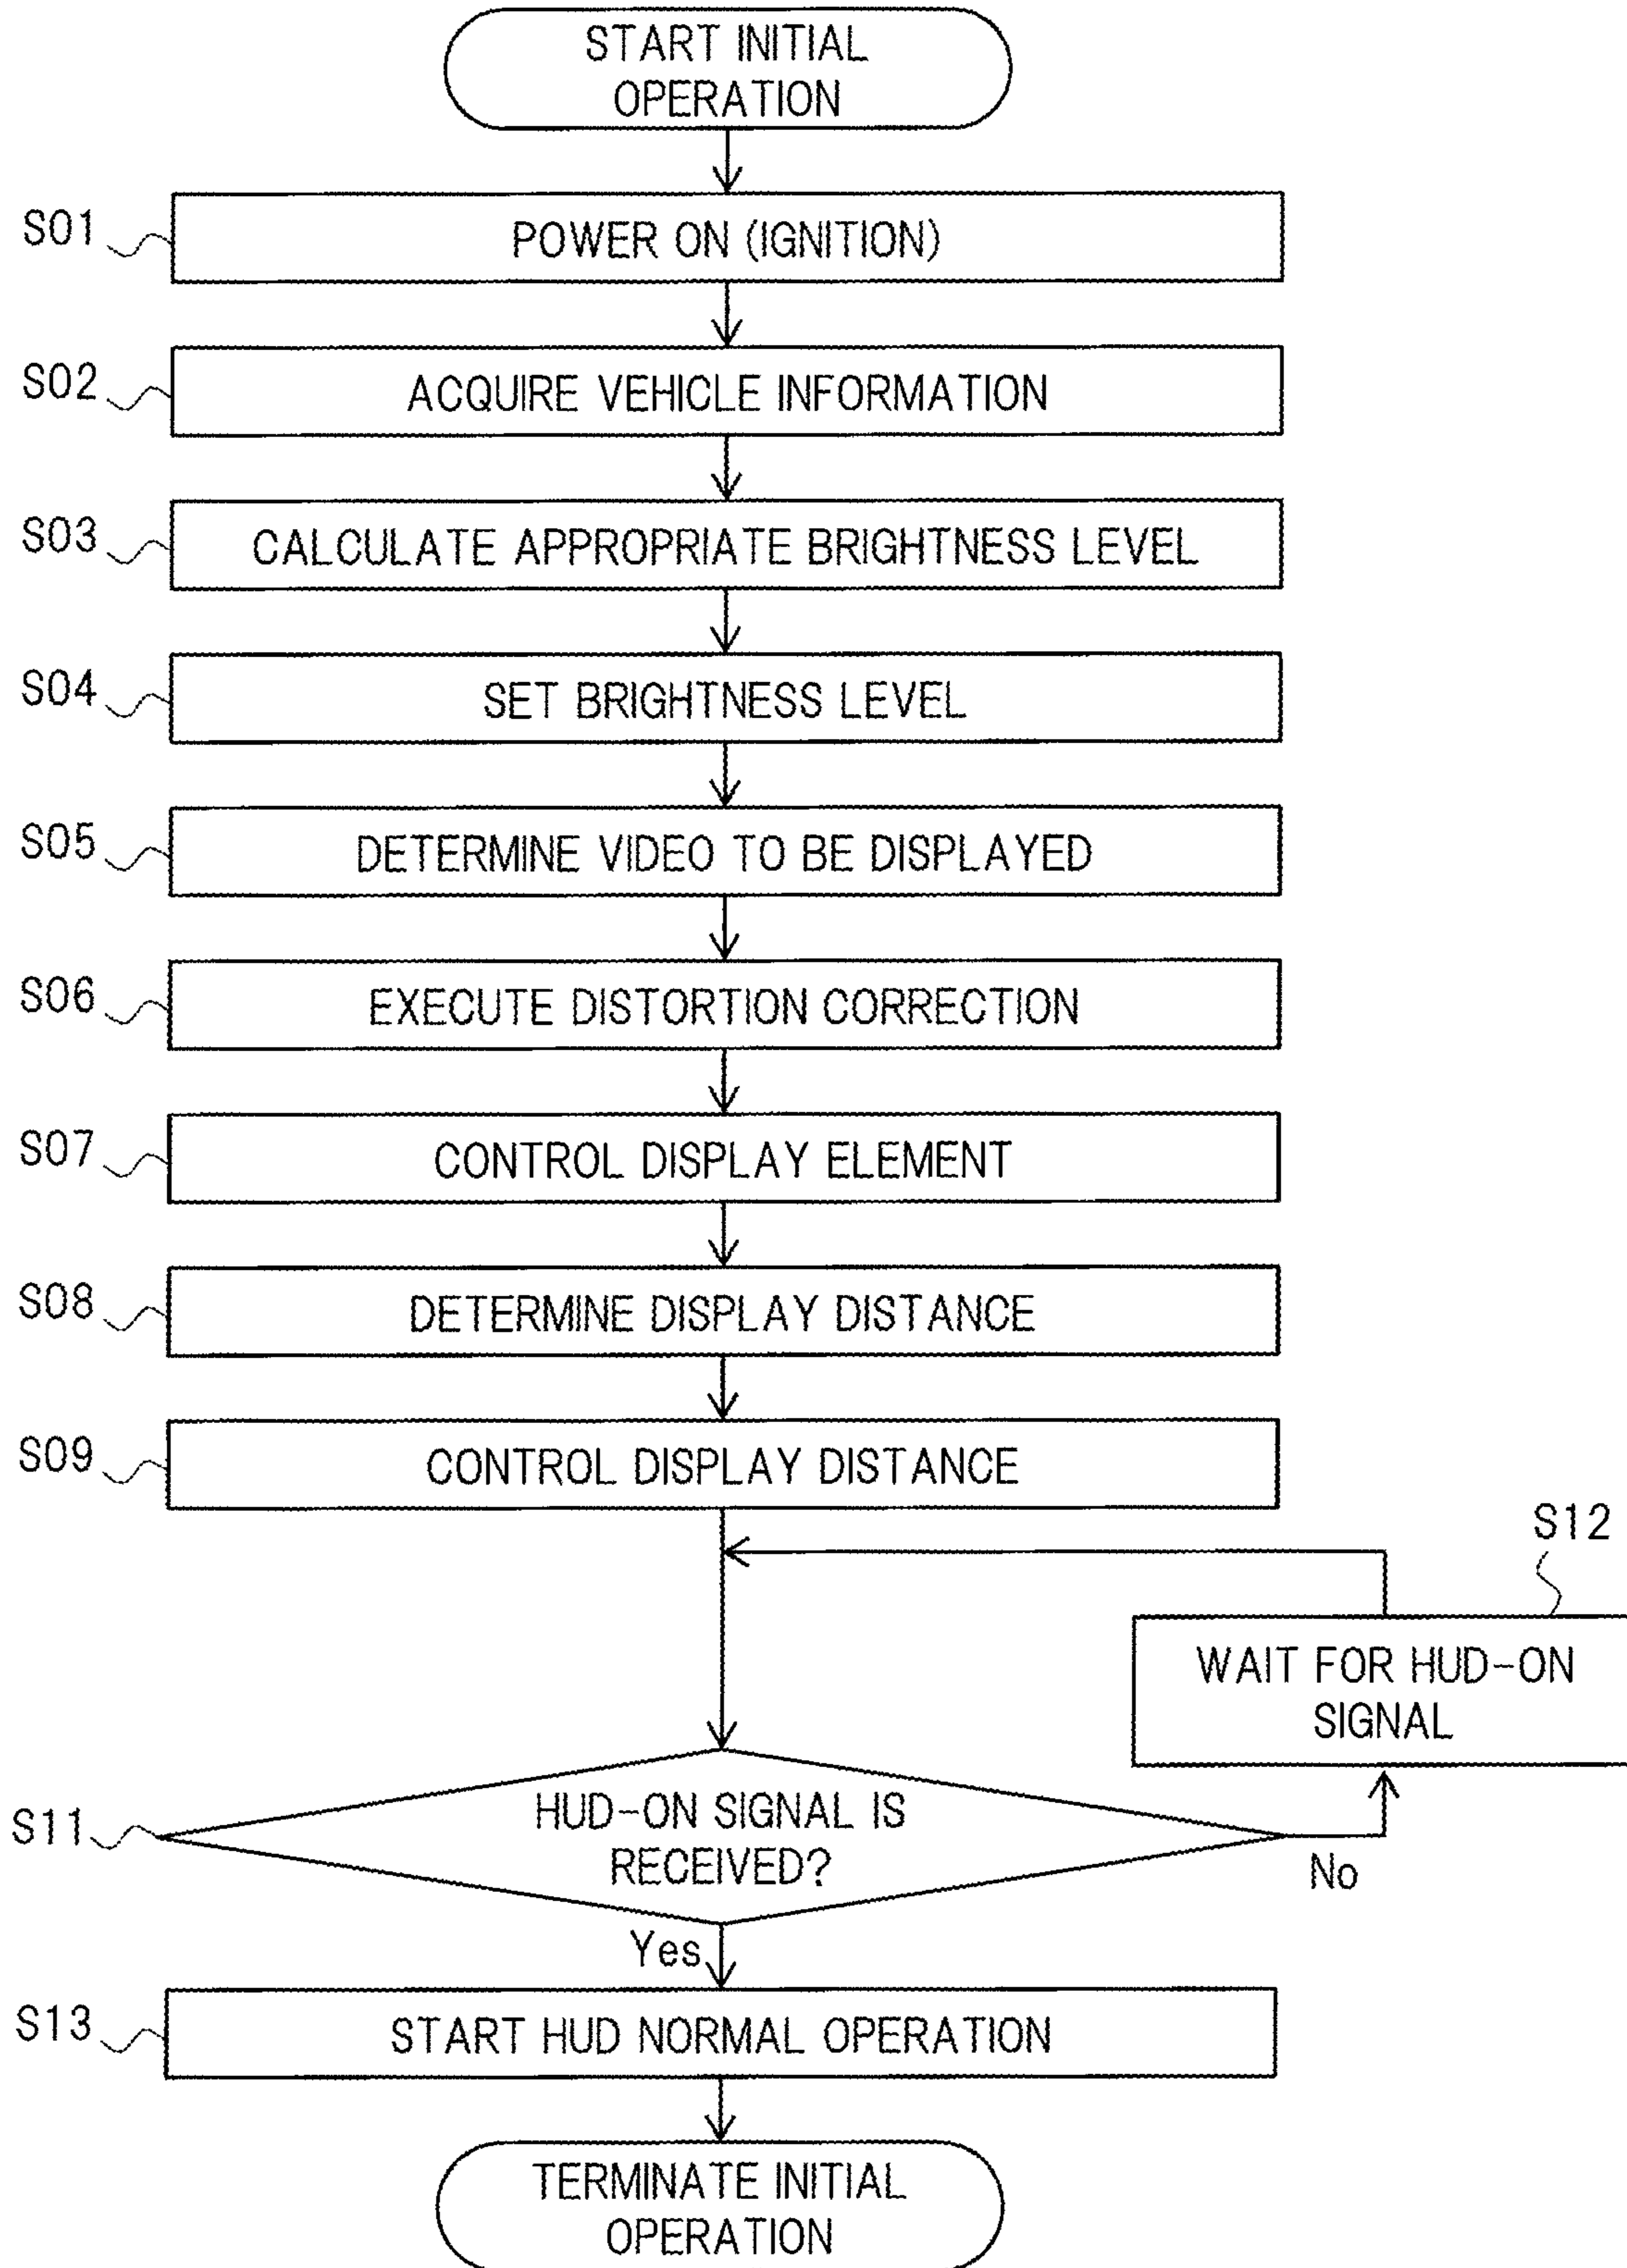 START INITIAL
OPERATION
S01
POWER ON (IGNITION)
S02
ACQUIRE VEHICLE INFORMATION
S03
CALCULATE APPROPRIATE BRIGHTNESS LEVEL
S04
SET BRIGHTNESS LEVEL
S05
DETERMINE VIDEO TO BE DISPLAYED
S06
EXECUTE DISTORTION CORRECTION
S07
CONTROL DISPLAY ELEMENT
S08
DETERMINE DISPLAY DISTANCE
S09
CONTROL DISPLAY DISTANCE
S12
WAIT FOR HUD-ON
SIGNAL
S11
HUD-ON SIGNAL IS
RECEIVED?
No
Yes
S13
START HUD NORMAL OPERATION
TERMINATE INITIAL
OPERATION